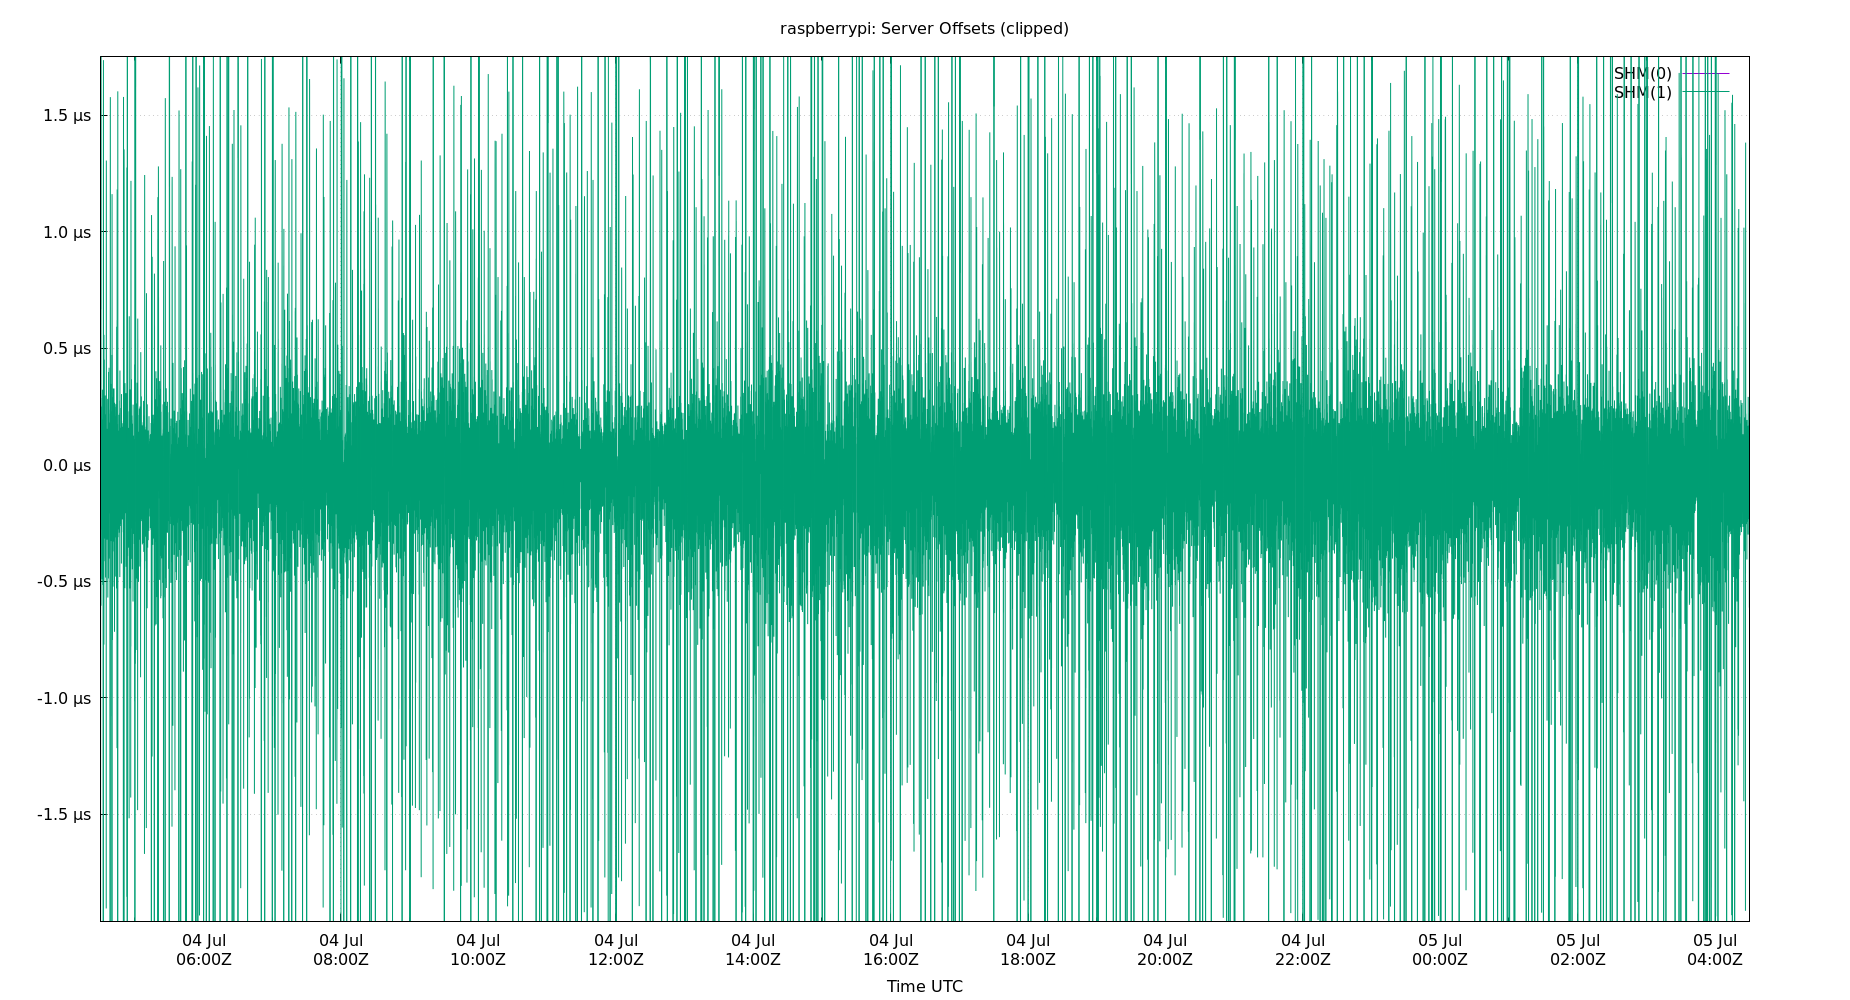 raspberrypi: Server Offsets (clipped)
SHM(0)
SHM(1)
1.5 µs
1.0 µs
0.5 µs
0.0 µs
-0.5 µs
-1.0 µs
-1.5 µs
04 Jul 04 Jul 04 Jul 04 Jul 04 Jul 04 Jul 04 Jul 04 Jul 04 Jul 05 Jul 05 Jul 05 Jul
06:00Z 08:00Z 10:00Z 12:00Z 14:00Z 16:00Z 18:00Z 20:00Z 22:00Z 00:00Z 02:00Z 04:00Z
Time UTC